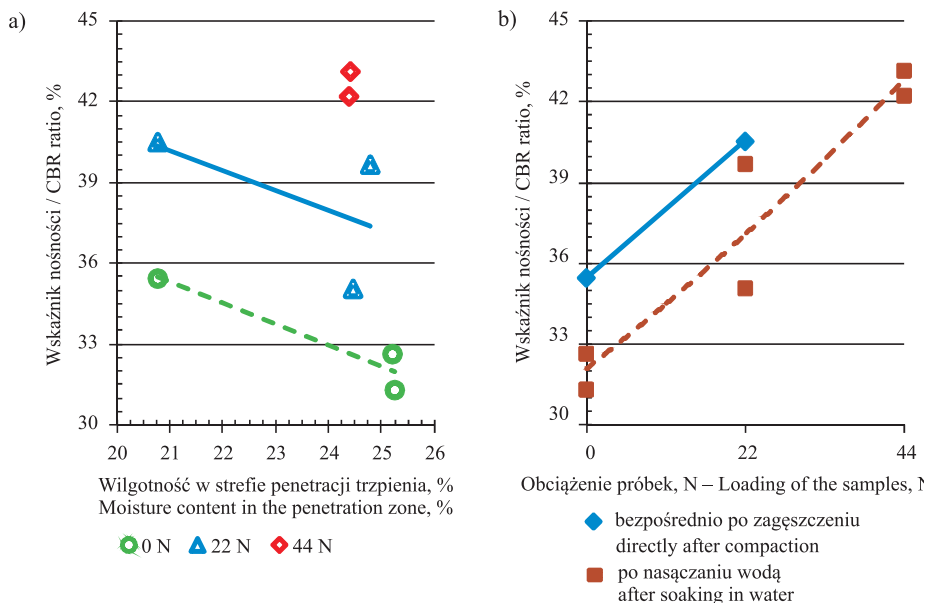 a)
Wskaźnik nośności / CBR ratio, %
45
42
39
36
33
30
20 21 22 23 24 25 26
Wilgotność w strefie penetracji trzpienia, %
Moisture content in the penetration zone, %
0 N 22 N 44 N
b)
Wskaźnik nośności / CBR ratio, %
45
42
39
36
33
30
0 22 44
Obciążenie próbek, N – Loading of the samples, N
bezpośrednio po zagęszczeniu
directly after compaction
po nasączaniu wodą
after soaking in water